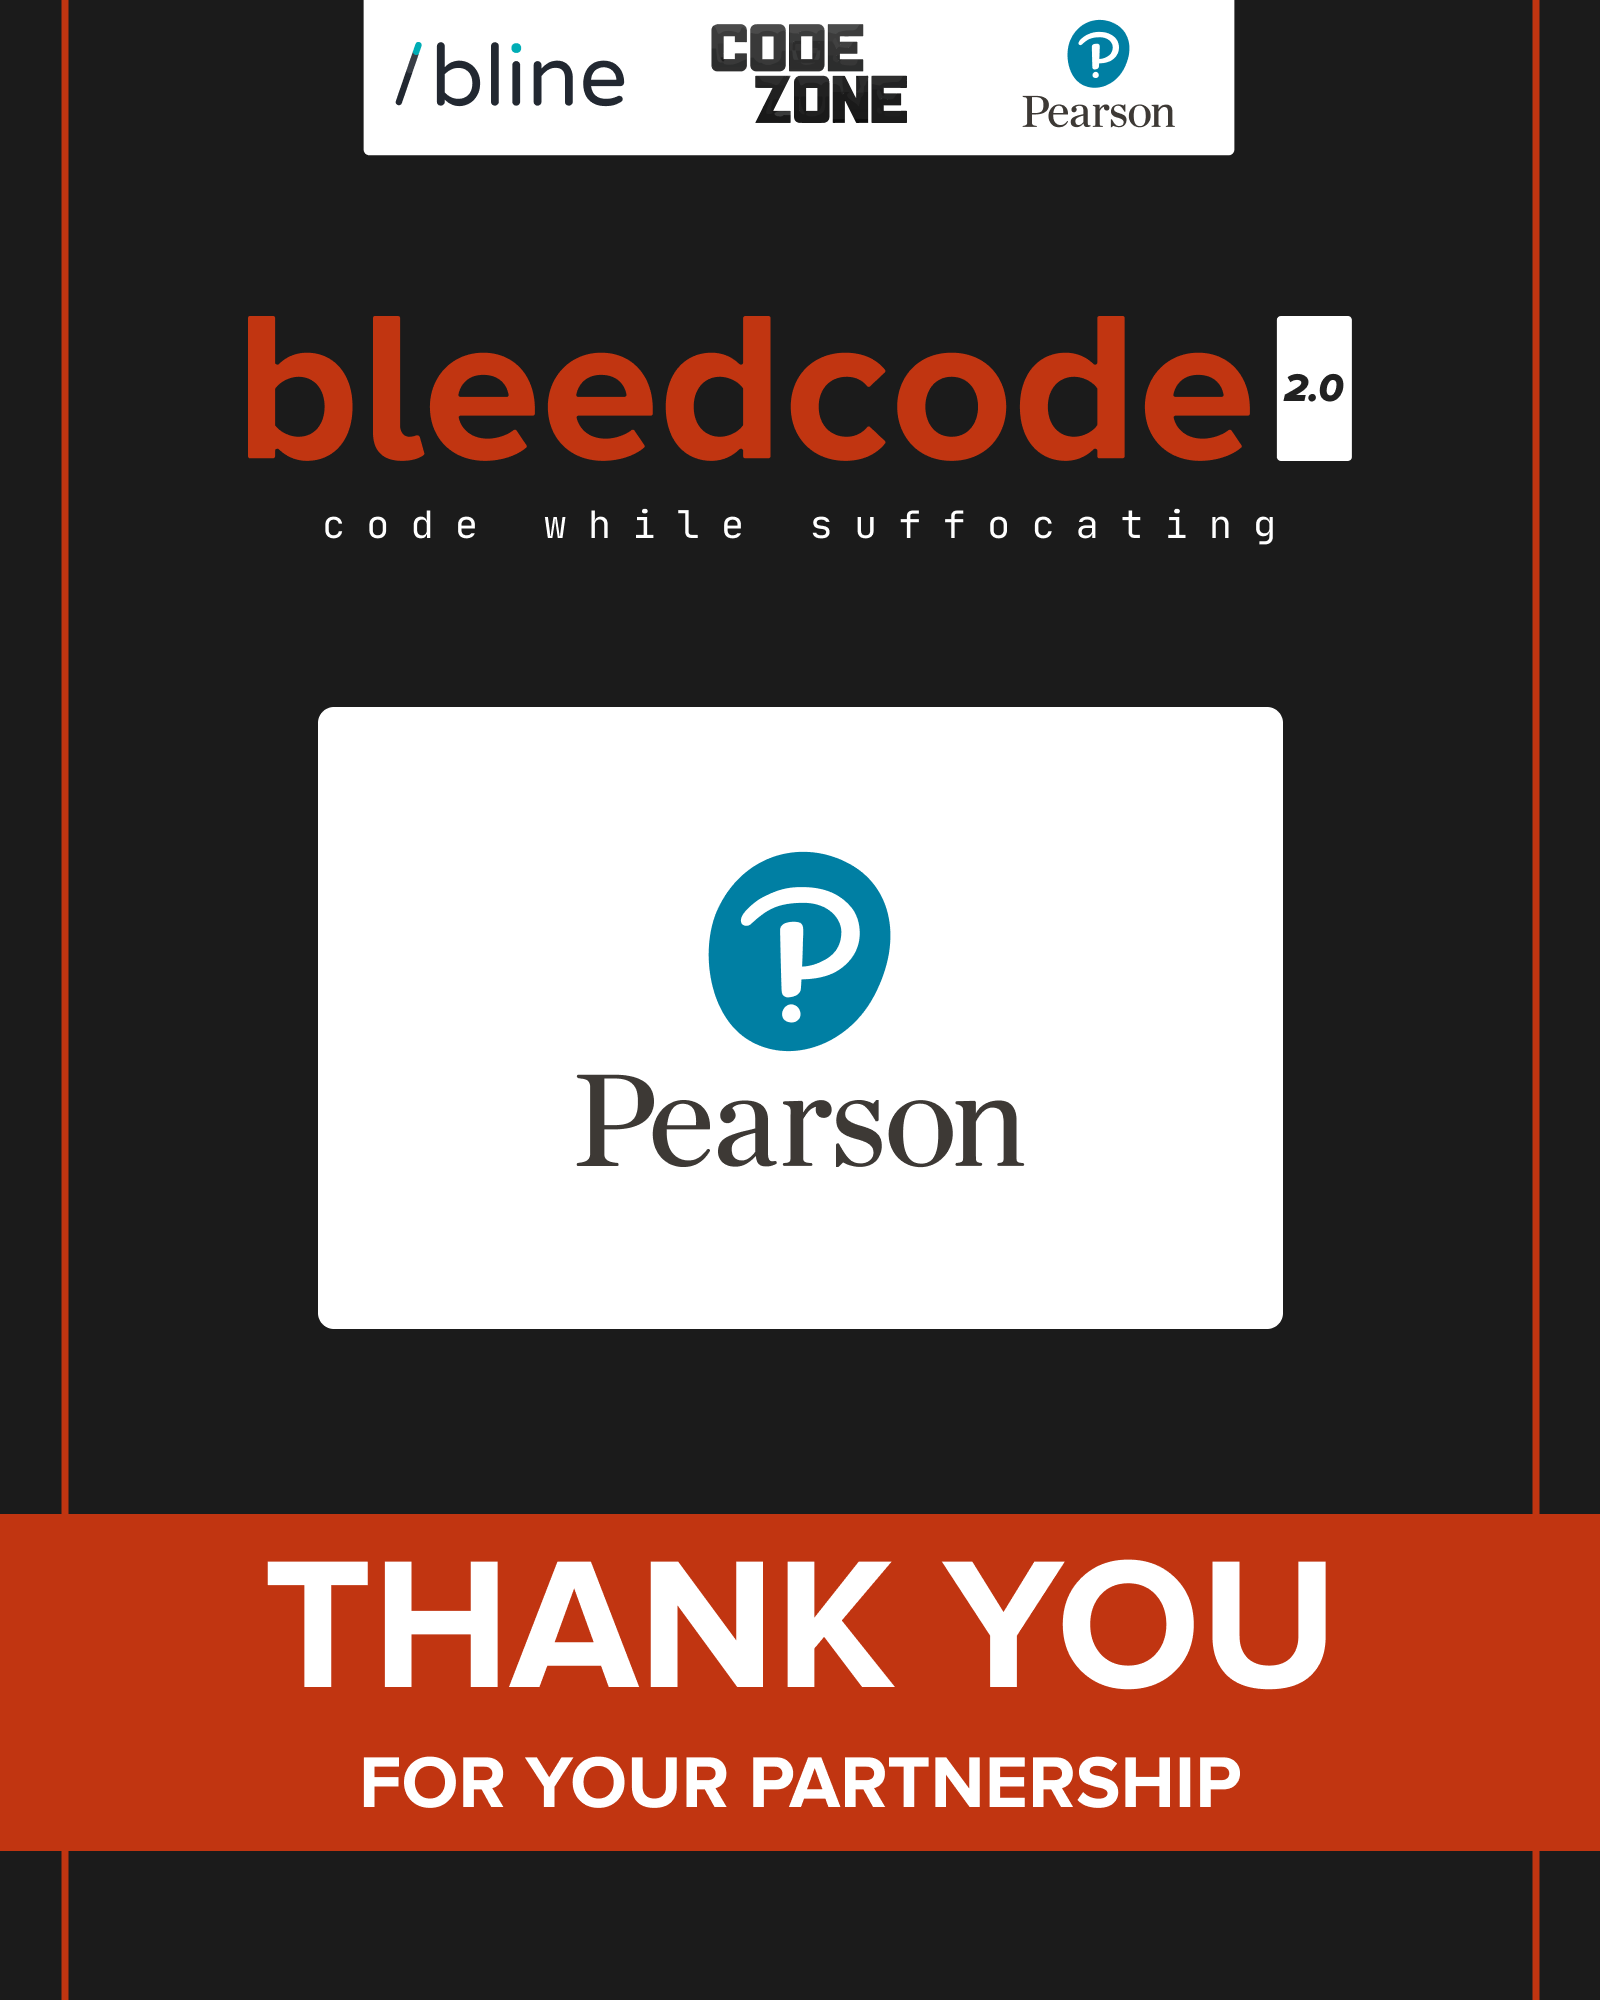 /bline
CODE
ZONE
Pearson
bleedcode 2.0
code while suffocating
Pearson
THANK YOU
FOR YOUR PARTNERSHIP